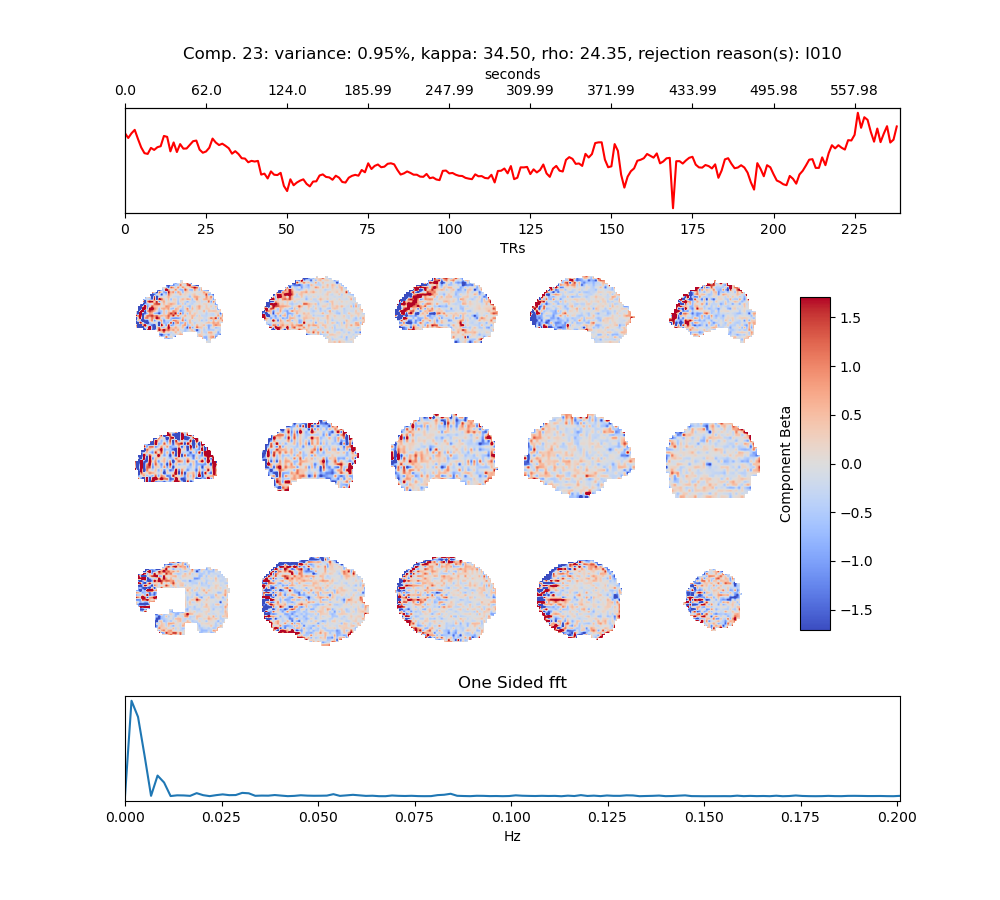 Comp. 23: variance: 0.95%, kappa: 34.50, rho: 24.35, rejection reason(s): I010
seconds
0.0 62.0 124.0 185.99 247.99 309.99 371.99 433.99 495.98 557.98
0 25 50 75 100 125 150 175 200 225
TRs
1.5
1.0
0.5
0.0
−0.5
−1.0
−1.5
Component Beta
One Sided fft
0.000 0.025 0.050 0.075 0.100 0.125 0.150 0.175 0.200
Hz